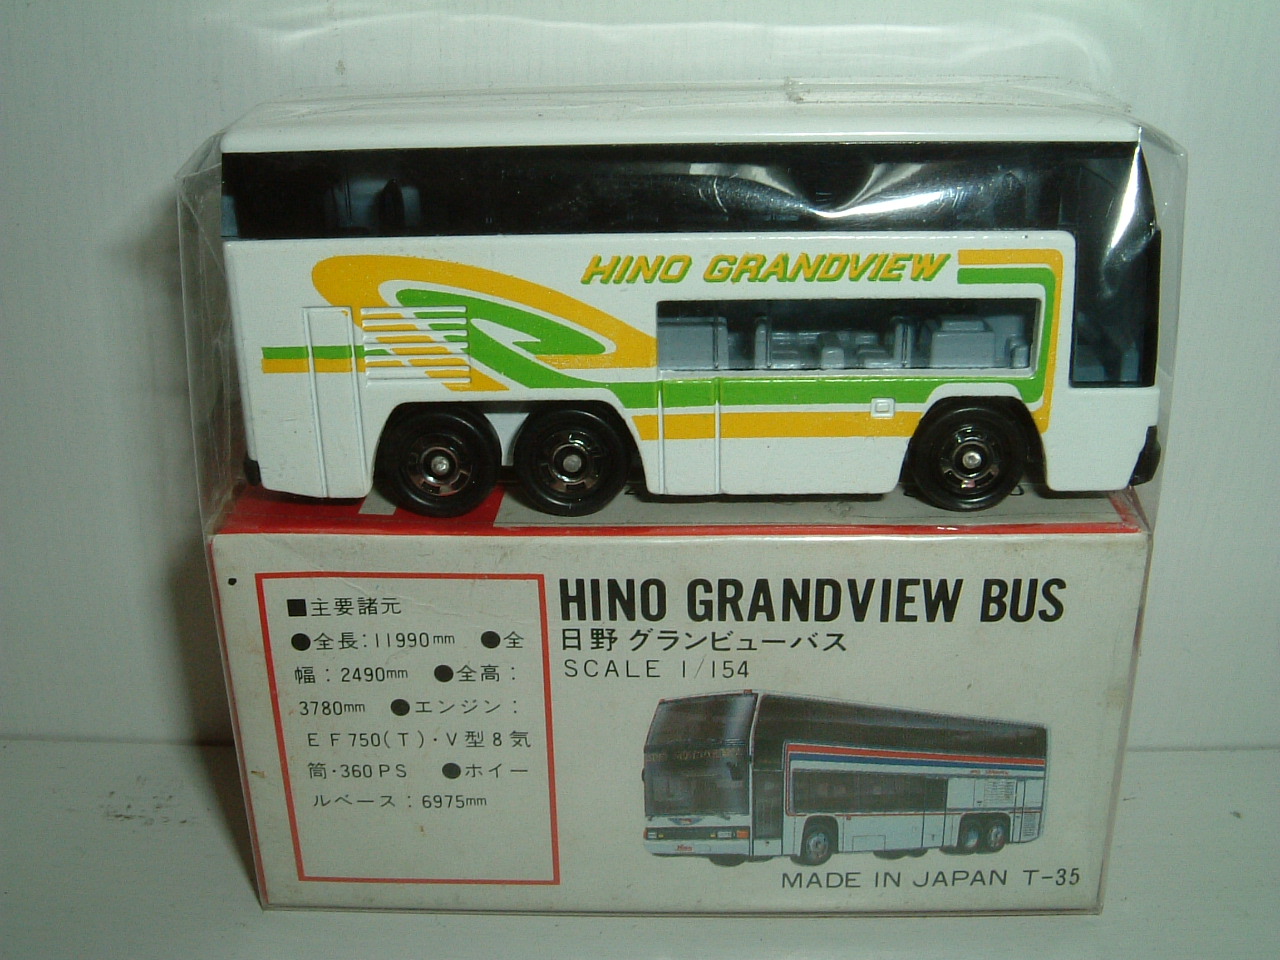 HINO GRANDVIEW
■主要諸元
●全長:11990mm ●全
幅:2490mm ●全高:
3780mm ●エンジン:
EF750(T)・V型8気
筒・360PS ●ホイー
ルベース:6975mm
HINO GRANDVIEW BUS
日野グランビューバス
SCALE 1/154
MADE IN JAPAN T-35